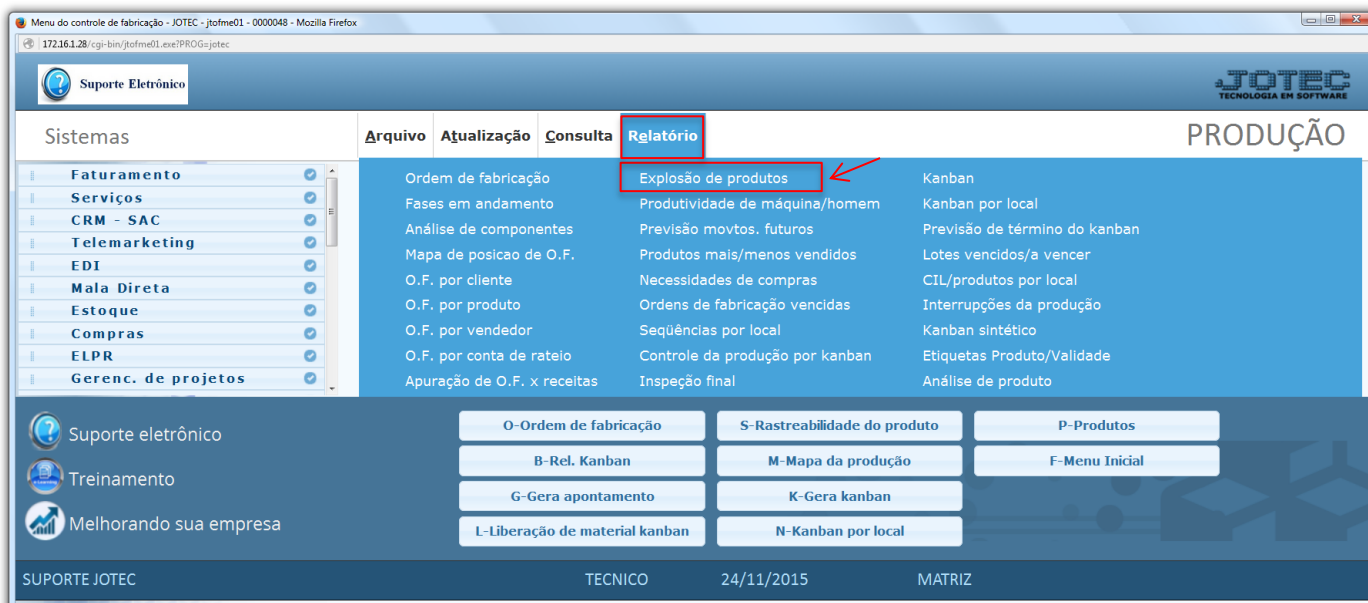 Menu do controle de fabricação - JOTEC - jtofme01 - 0000048 - Mozilla Firefox
172.16.1.28/cgi-bin/jtofme01.exe?PROG=jotec
Suporte Eletrônico
JOTEC
TECNOLOGIA EM SOFTWARE
Sistemas
Arquivo Atualização Consulta Relatório
PRODUÇÃO
Faturamento
Serviços
CRM - SAC
Telemarketing
EDI
Mala Direta
Estoque
Compras
ELPR
Gerenc. de projetos
Ordem de fabricação
Fases em andamento
Análise de componentes
Mapa de posicao de O.F.
O.F. por cliente
O.F. por produto
O.F. por vendedor
O.F. por conta de rateio
Apuração de O.F. x receitas
Explosão de produtos
Produtividade de máquina/homem
Previsão movtos. futuros
Produtos mais/menos vendidos
Necessidades de compras
Ordens de fabricação vencidas
Seqüências por local
Controle da produção por kanban
Inspeção final
Kanban
Kanban por local
Previsão de término do kanban
Lotes vencidos/a vencer
CIL/produtos por local
Interrupções da produção
Kanban sintético
Etiquetas Produto/Validade
Análise de produto
Suporte eletrônico
Treinamento
Melhorando sua empresa
O-Ordem de fabricação
S-Rastreabilidade do produto
P-Produtos
B-Rel. Kanban
M-Mapa da produção
F-Menu Inicial
G-Gera apontamento
K-Gera kanban
L-Liberação de material kanban
N-Kanban por local
SUPORTE JOTEC TECNICO 24/11/2015 MATRIZ